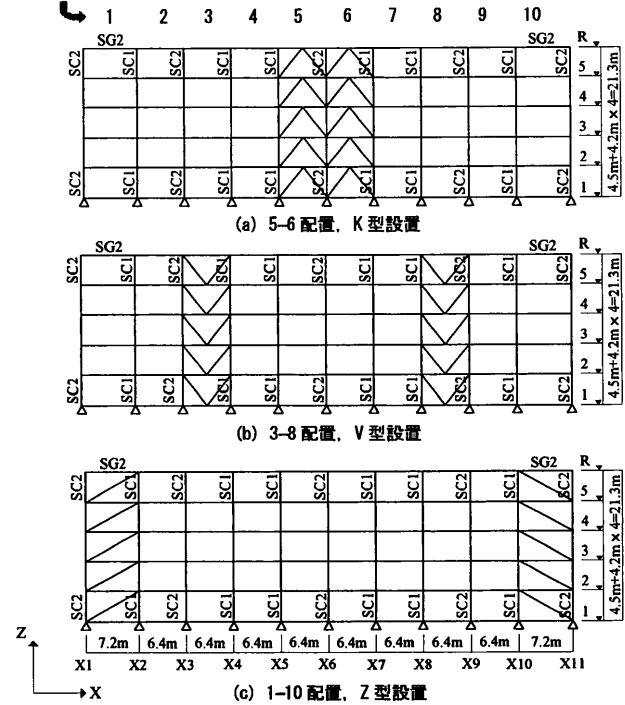 1 2 3 4 5 6 7 8 9 10
SG2 SG2 R
SC2 SC1 SC2 SC1 SC1 SC2 SC1 SC1 SC2 SC1 SC2 5
4
3
2
SC2 SC1 SC2 SC1 SC1 SC2 SC1 SC1 SC2 SC1 SC2 1
4.5m+4.2m×4=21.3m
(a) 5-6 配置, K 型設置
SG2 SG2 R
SC2 SC1 SC2 SC1 SC1 SC2 SC1 SC1 SC2 SC1 SC2 5
4
3
2
SC2 SC1 SC2 SC1 SC1 SC2 SC1 SC1 SC2 SC1 SC2 1
4.5m+4.2m×4=21.3m
(b) 3-8 配置, V 型設置
SG2 SG2 R
SC2 SC1 SC2 SC1 SC1 SC2 SC1 SC1 SC2 SC1 SC2 5
4
3
2
SC2 SC1 SC2 SC1 SC1 SC2 SC1 SC1 SC2 SC1 SC2 1
4.5m+4.2m×4=21.3m
Z
7.2m 6.4m 6.4m 6.4m 6.4m 6.4m 6.4m 6.4m 6.4m 7.2m
X1 X2 X3 X4 X5 X6 X7 X8 X9 X10 X11
X
(c) 1-10 配置, Z 型設置